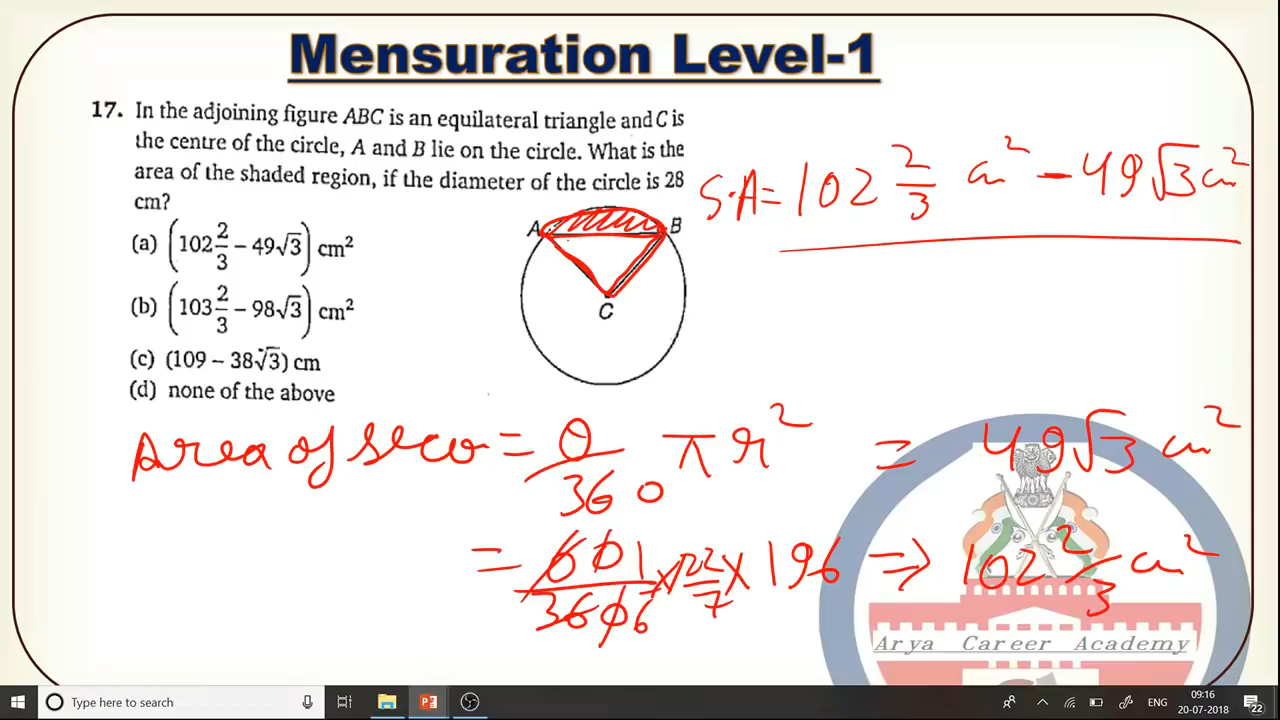 Mensuration Level-1
17. In the adjoining figure ABC is an equilateral triangle and C is
the centre of the circle, A and B lie on the circle. What is the
area of the shaded region, if the diameter of the circle is 28
cm?
(a) (102 2/3 − 49√3) cm²
(b) (103 2/3 − 98√3) cm²
(c) (109 − 38√3) cm
(d) none of the above
A B
C
S.A = 102 2/3 cm² − 49√3 cm²
Area of seco = θ/360 π r² = 49√3 cm²
= 60 1/360 6 × 22/7 × 196 ⇒ 102 2/3 cm²
Arya Career Academy
Type here to search
ENG
09:16
20-07-2018
22